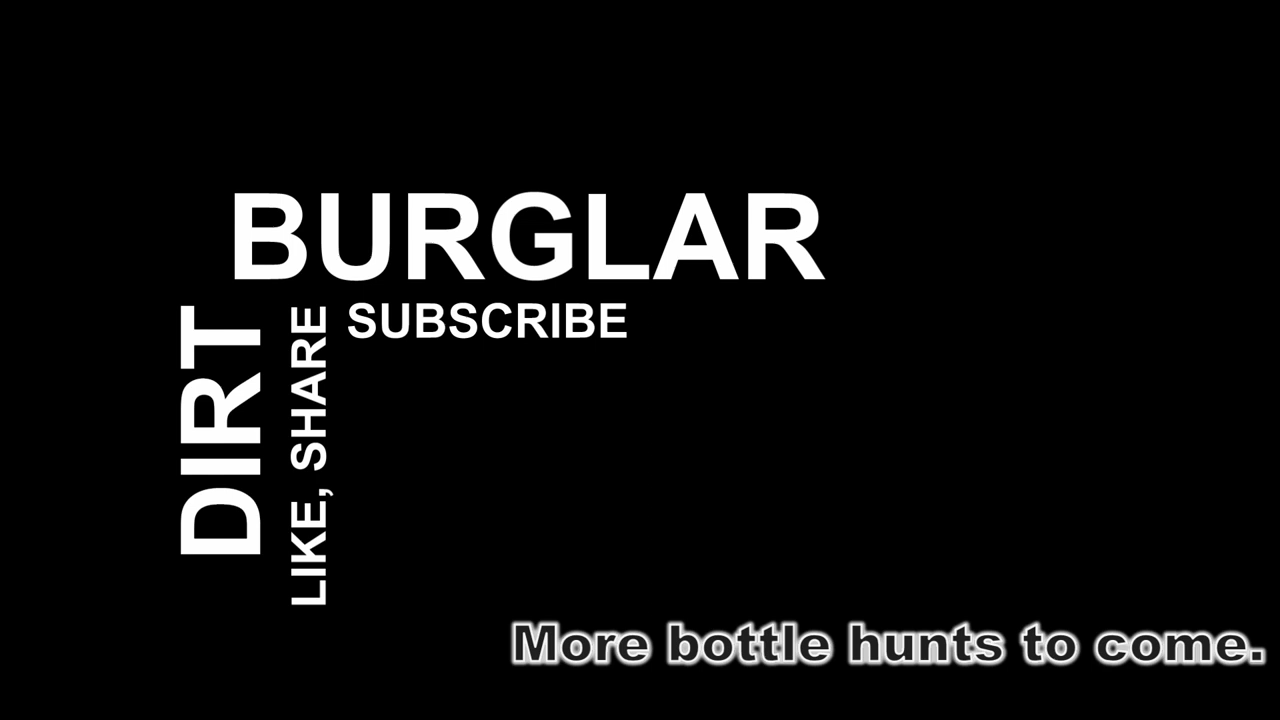 DIRT
BURGLAR
LIKE, SHARE
SUBSCRIBE
More bottle hunts to come.